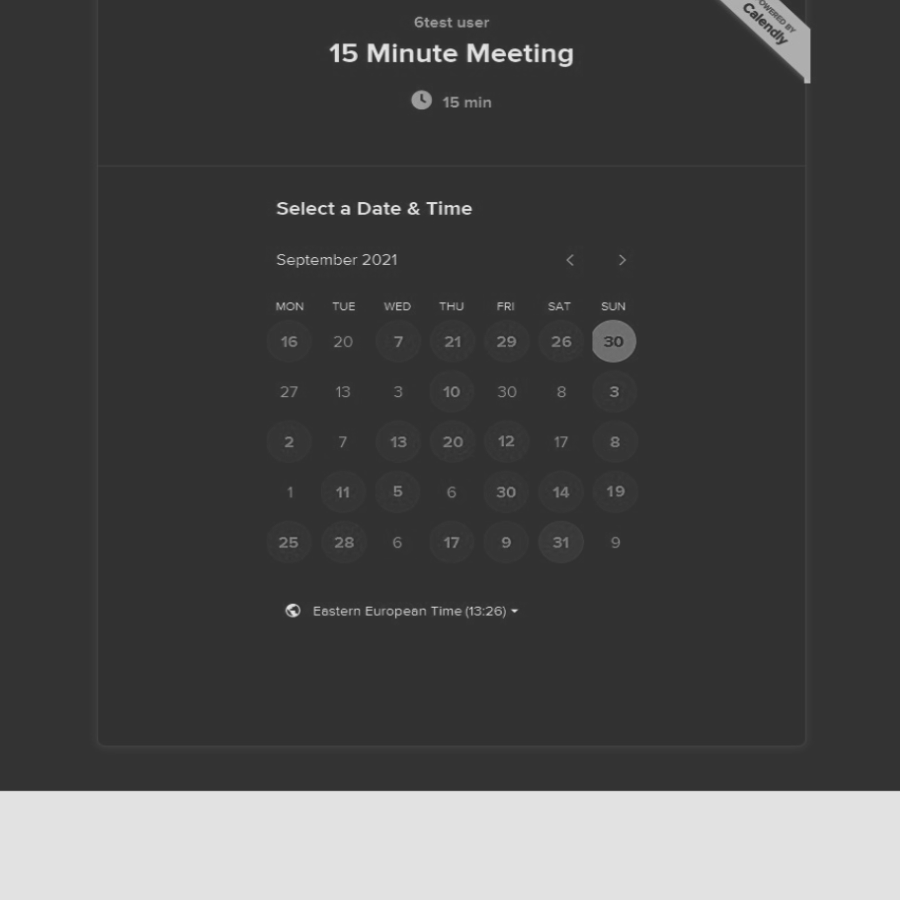 POWERED BY
Calendly
6test user
15 Minute Meeting
15 min
Select a Date & Time
September 2021
MON TUE WED THU FRI SAT SUN
16 20 7 21 29 26 30
27 13 3 10 30 8 3
2 7 13 20 12 17 8
1 11 5 6 30 14 19
25 28 6 17 9 31 9
Eastern European Time (13:26)